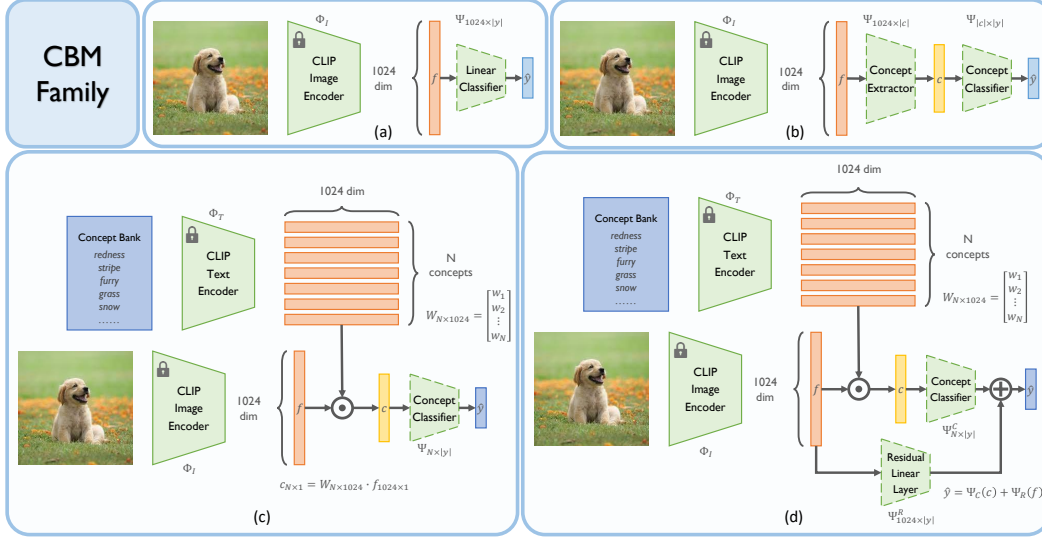 CBM
Family
Φ_I
CLIP
Image
Encoder
1024
dim
f
Ψ_{1024×|y|}
Linear
Classifier
ŷ
(a)
Φ_I
CLIP
Image
Encoder
1024
dim
f
Ψ_{1024×|c|}
Concept
Extractor
c
Ψ_{|c|×|y|}
Concept
Classifier
ŷ
(b)
1024 dim
Concept Bank
redness
stripe
furry
grass
snow
......
Φ_T
CLIP
Text
Encoder
N
concepts
W_{N×1024} = [w_1 w_2 ⋮ w_N]
CLIP
Image
Encoder
Φ_I
1024
dim
f
c
Concept
Classifier
Ψ_{N×|y|}
ŷ
c_{N×1} = W_{N×1024} · f_{1024×1}
(c)
1024 dim
Concept Bank
redness
stripe
furry
grass
snow
......
Φ_T
CLIP
Text
Encoder
N
concepts
W_{N×1024} = [w_1 w_2 ⋮ w_N]
CLIP
Image
Encoder
Φ_I
1024
dim
f
c
Concept
Classifier
Ψ^C_{N×|y|}
ŷ
Residual
Linear
Layer
Ψ^R_{1024×|y|}
ŷ = Ψ_C(c) + Ψ_R(f)
(d)